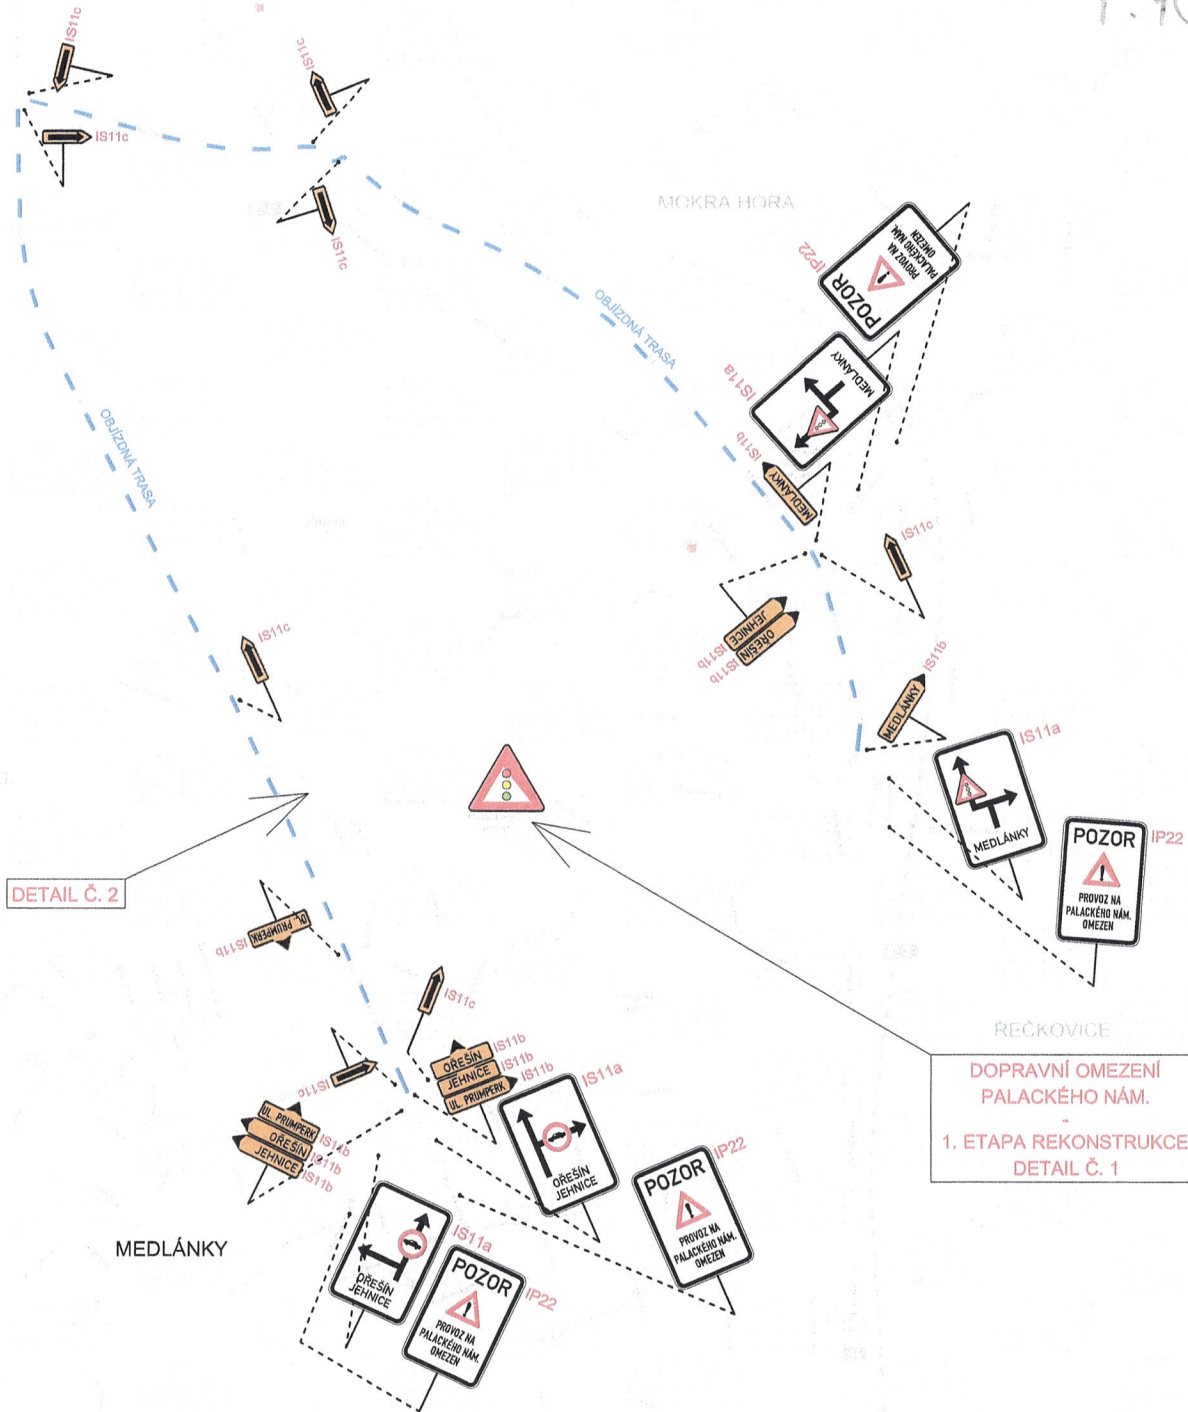 IS11c
IS11c
IS11c
IS11c
MOKRA HORA
IP22
POZOR
PROVOZ NA
PALACKÉHO NÁM.
OMEZEN
OBJÍZDNÁ TRASA
IS11a
MEDLÁNKY
IS11b
MEDLÁNKY
OBJÍZDNÁ TRASA
IS11c
JEHNICE
OŘEŠÍN
IS11b
IS11b
IS11c
IS11b
MEDLÁNKY
IS11a
MEDLÁNKY
IP22
POZOR
PROVOZ NA
PALACKÉHO NÁM.
OMEZEN
DETAIL Č. 2
UL. PRUMPERK
IS11b
IS11c
ŘEČKOVICE
DOPRAVNÍ OMEZENÍ
PALACKÉHO NÁM.
-
1. ETAPA REKONSTRUKCE
DETAIL Č. 1
OŘEŠÍN IS11b
JEHNICE IS11b
UL. PRUMPERK IS11b
IS11a
OŘEŠÍN
JEHNICE
IS11c
UL. PRUMPERK IS11b
OŘEŠÍN IS11b
JEHNICE IS11b
IP22
POZOR
PROVOZ NA
PALACKÉHO NÁM.
OMEZEN
MEDLÁNKY
IS11a
OŘEŠÍN
JEHNICE
IP22
POZOR
PROVOZ NA
PALACKÉHO NÁM.
OMEZEN